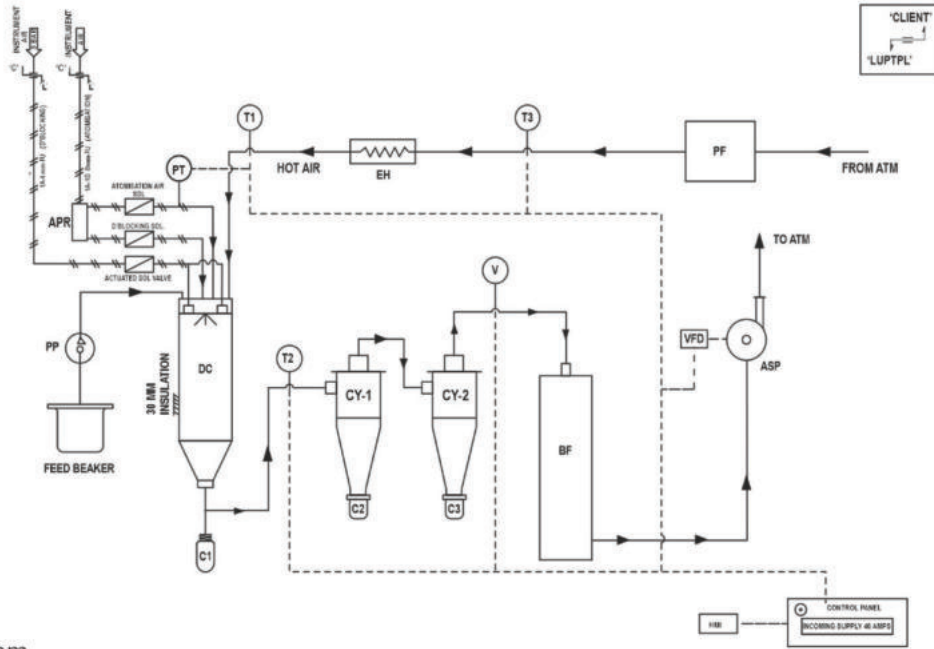 INSTRUMENT
AIR
INSTRUMENT
AIR
'CLIENT'
'LUPTPL'
T1
T3
PT
HOT AIR
EH
PF
FROM ATM
ATOMISATION AIR
SOL
APR
D'BLOCKING SOL.
ACTUATED SOL VALVE
TO ATM
V
VFD
ASP
PP
30 MM
INSULATION
DC
T2
CY-1
CY-2
BF
FEED BEAKER
C2
C3
C1
HMI
CONTROL PANEL
INCOMING SUPPLY 40 AMPS